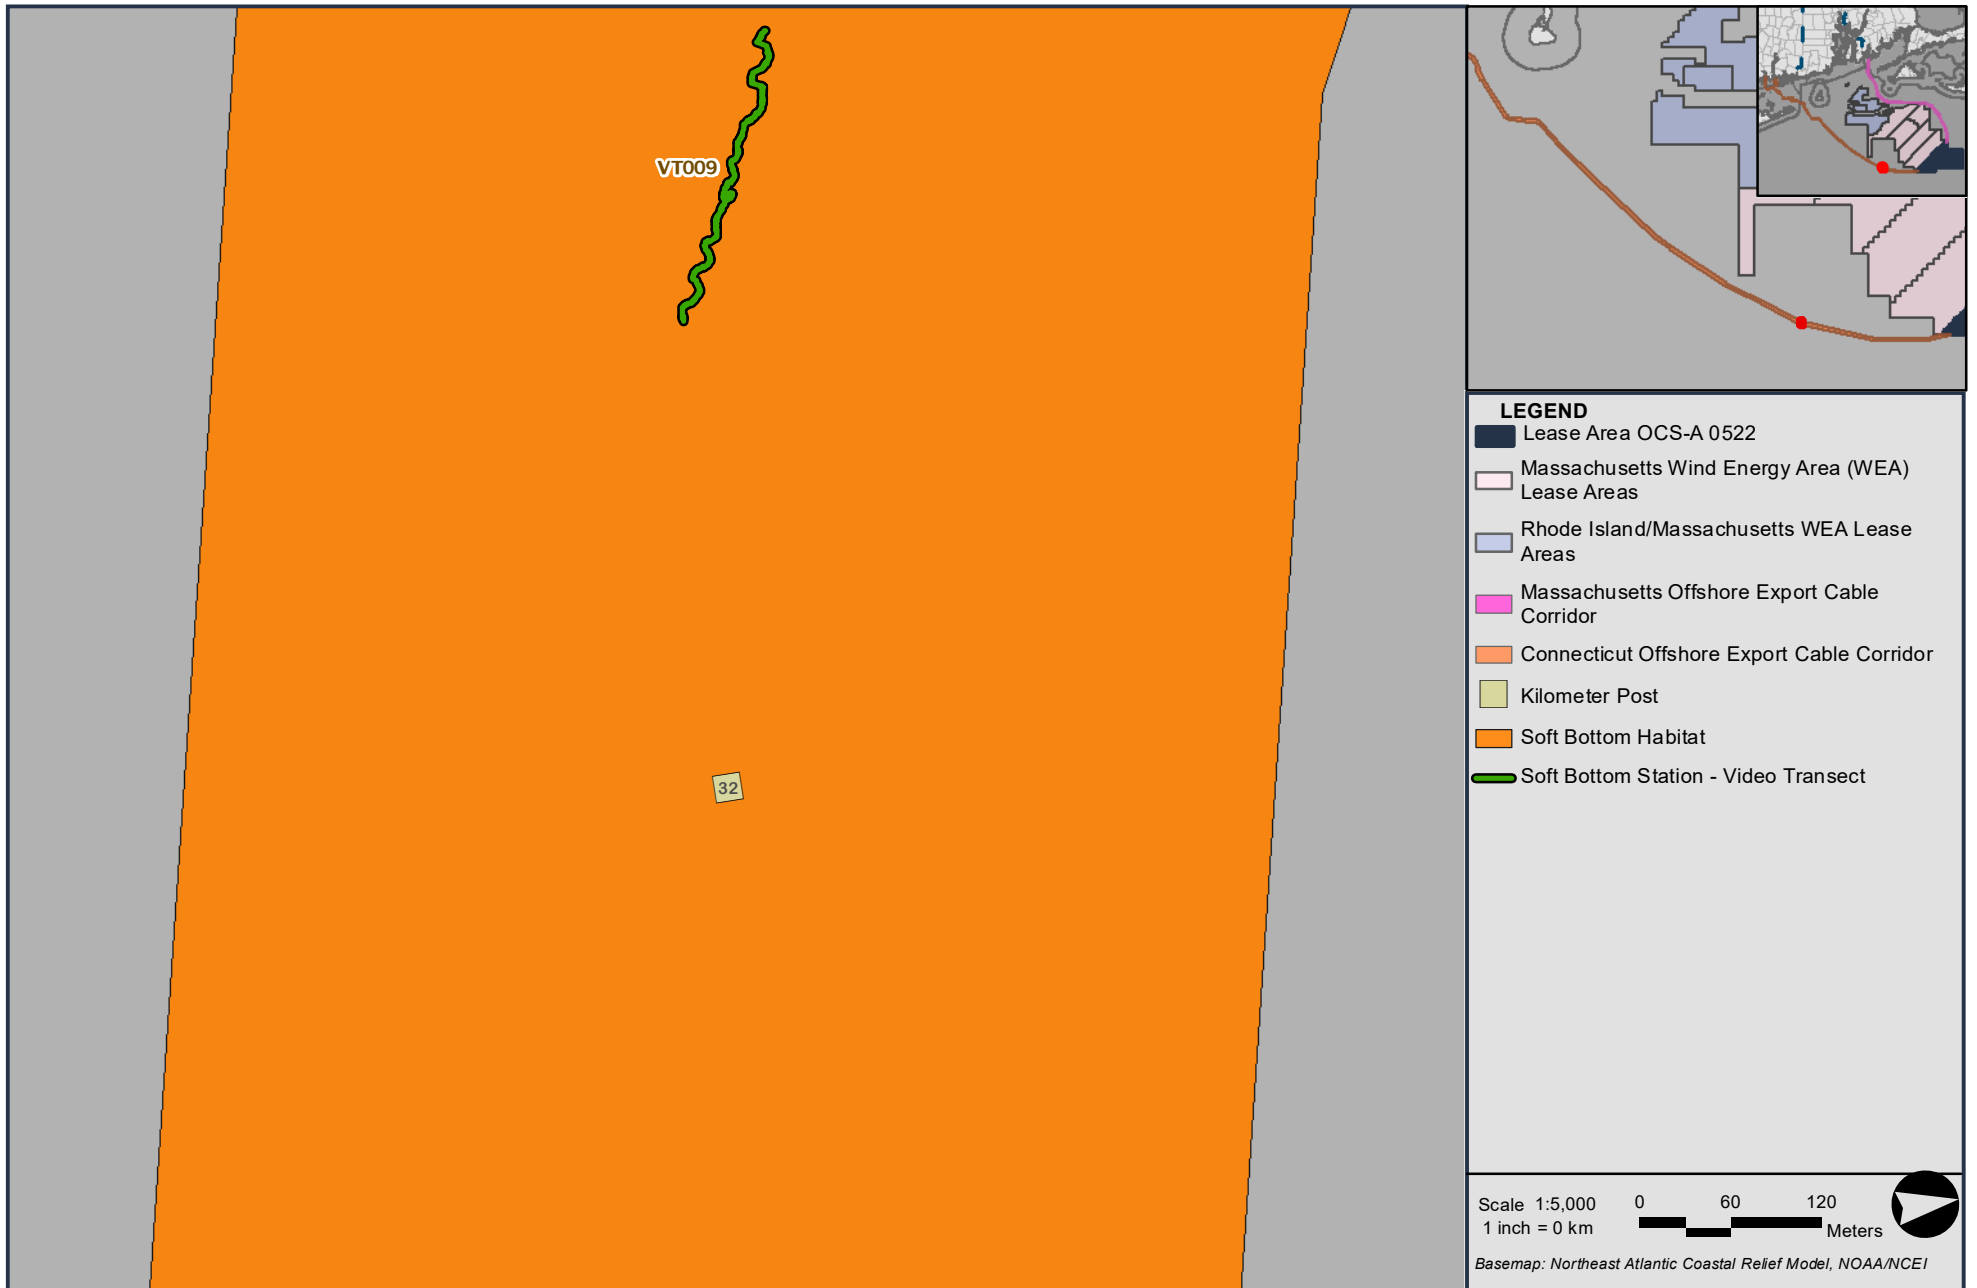 VT009
32
LEGEND
Lease Area OCS-A 0522
Massachusetts Wind Energy Area (WEA)
Lease Areas
Rhode Island/Massachusetts WEA Lease
Areas
Massachusetts Offshore Export Cable
Corridor
Connecticut Offshore Export Cable Corridor
Kilometer Post
Soft Bottom Habitat
Soft Bottom Station - Video Transect
Scale 1:5,000
1 inch = 0 km
0 60 120
Meters
Basemap: Northeast Atlantic Coastal Relief Model, NOAA/NCEI